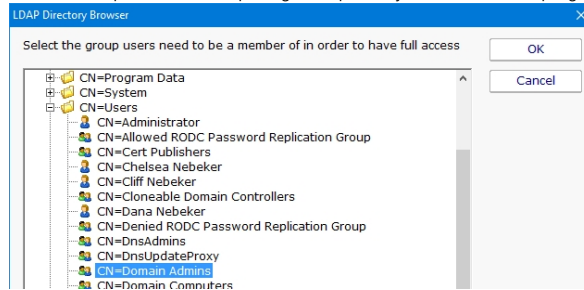 LDAP Directory Browser
Select the group users need to be a member of in order to have full access
OK
Cancel
CN=Program Data
CN=System
CN=Users
CN=Administrator
CN=Allowed RODC Password Replication Group
CN=Cert Publishers
CN=Chelsea Nebeker
CN=Cliff Nebeker
CN=Cloneable Domain Controllers
CN=Dana Nebeker
CN=Denied RODC Password Replication Group
CN=DnsAdmins
CN=DnsUpdateProxy
CN=Domain Admins
CN=Domain Computers